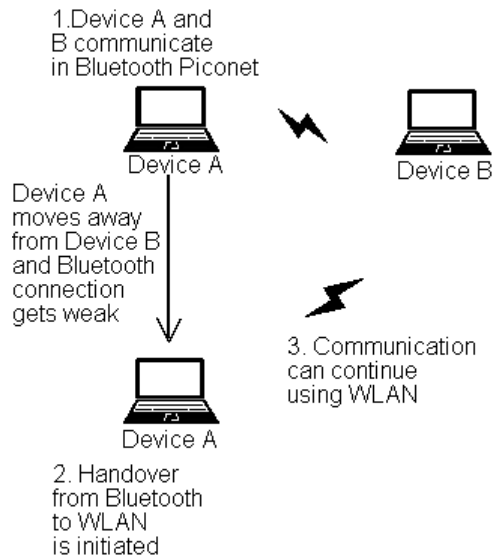 1.Device A and
B communicate
in Bluetooth Piconet
Device A
Device B
Device A
moves away
from Device B
and Bluetooth
connection
gets weak
3. Communication
can continue
using WLAN
Device A
2. Handover
from Bluetooth
to WLAN
is initiated